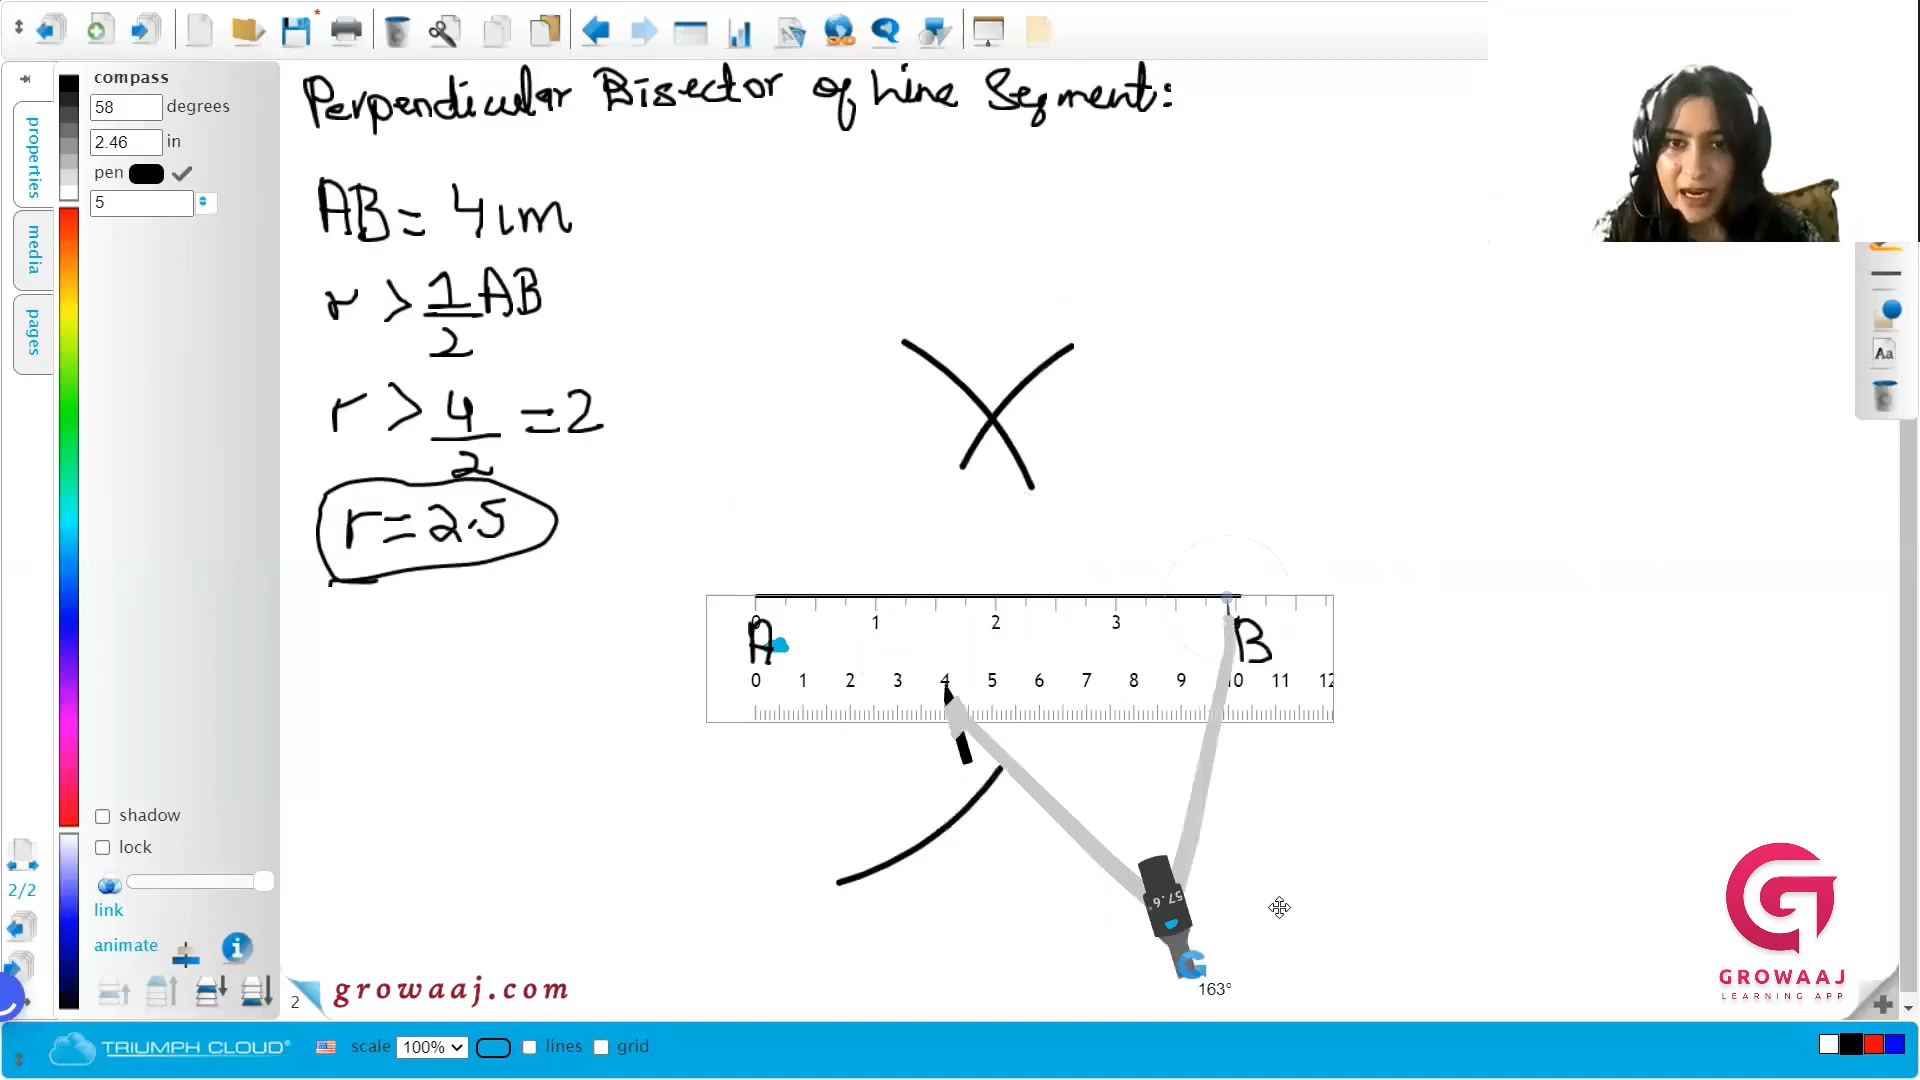 compass
58 degrees
2.46 in
pen
5
properties
media
pages
Perpendicular Bisector of Line Segment:
AB = 4cm
r > 1/2 AB
r > 4/2 = 2
r = 2.5
0 1 2 3 4
A B
0 1 2 3 4 5 6 7 8 9 10 11 12
57.6°
163°
shadow
lock
2/2
link
animate
2
growaaj.com
GROWAAJ
LEARNING APP
Aa
TRIUMPH CLOUD
scale 100% lines grid